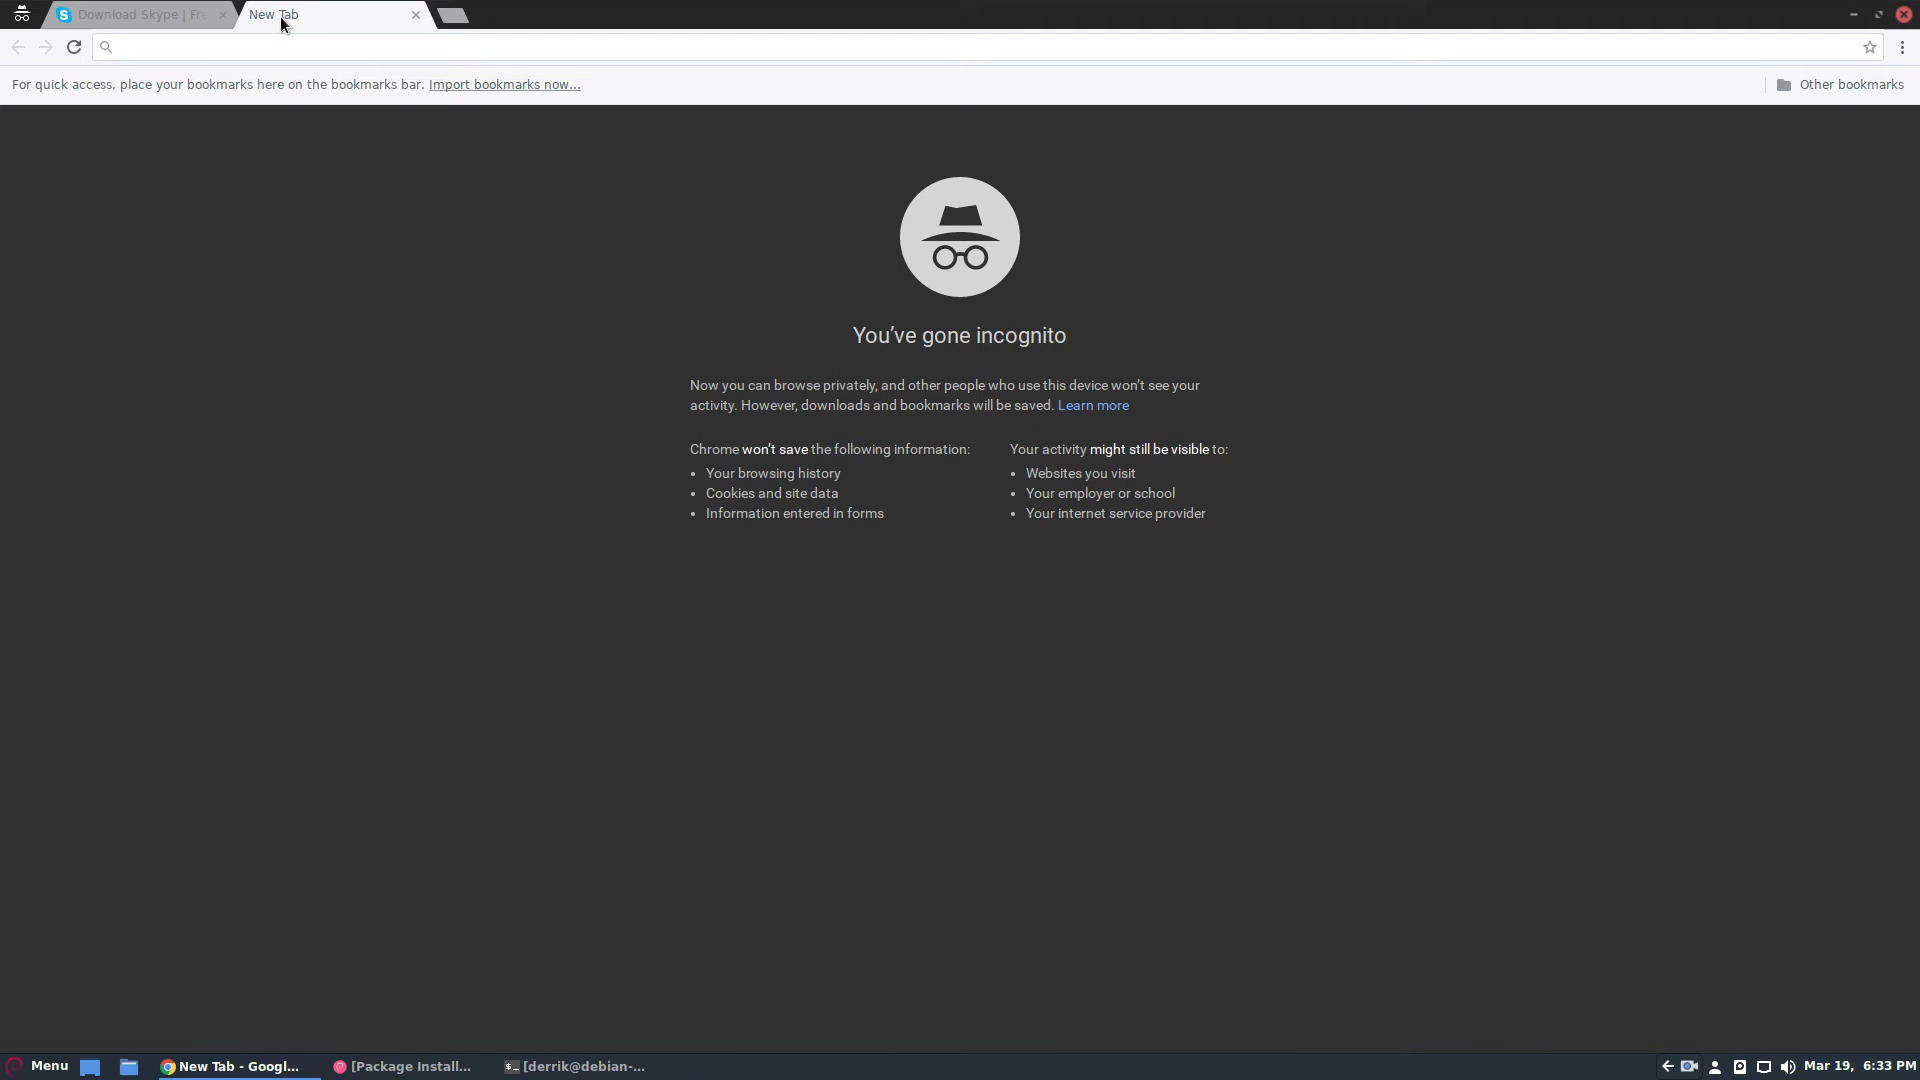 Download Skype | Fre
New Tab
For quick access, place your bookmarks here on the bookmarks bar. Import bookmarks now...
Other bookmarks
You’ve gone incognito
Now you can browse privately, and other people who use this device won’t see your
activity. However, downloads and bookmarks will be saved. Learn more
Chrome won’t save the following information:
• Your browsing history
• Cookies and site data
• Information entered in forms
Your activity might still be visible to:
• Websites you visit
• Your employer or school
• Your internet service provider
Menu
New Tab - Googl...
[Package Install...
[derrik@debian-...
Mar 19, 6:33 PM